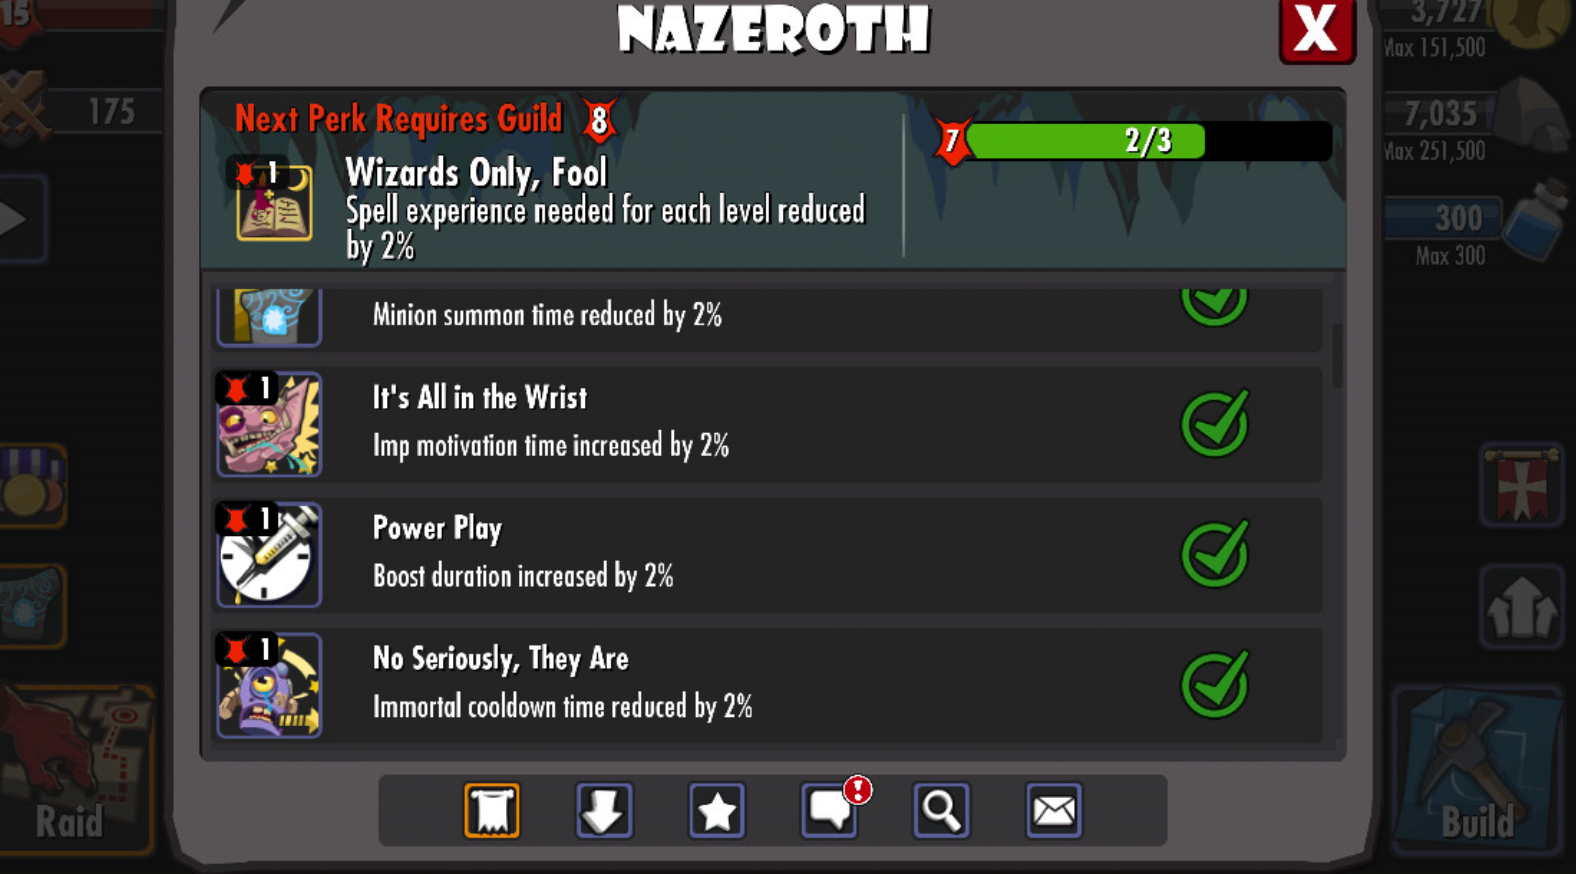 NAZEROTH
X
15
175
3,727
Max 151,500
7,035
Max 251,500
300
Max 300
Next Perk Requires Guild 8
1
Wizards Only, Fool
Spell experience needed for each level reduced
by 2%
7
2/3
Minion summon time reduced by 2%
1
It's All in the Wrist
Imp motivation time increased by 2%
1
Power Play
Boost duration increased by 2%
1
No Seriously, They Are
Immortal cooldown time reduced by 2%
!
Raid
Build